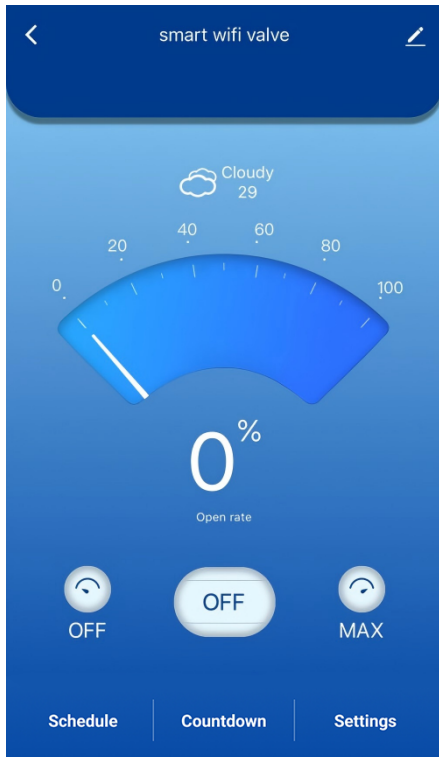 smart wifi valve
Cloudy
29
0 20 40 60 80 100
0%
Open rate
OFF OFF MAX
Schedule Countdown Settings